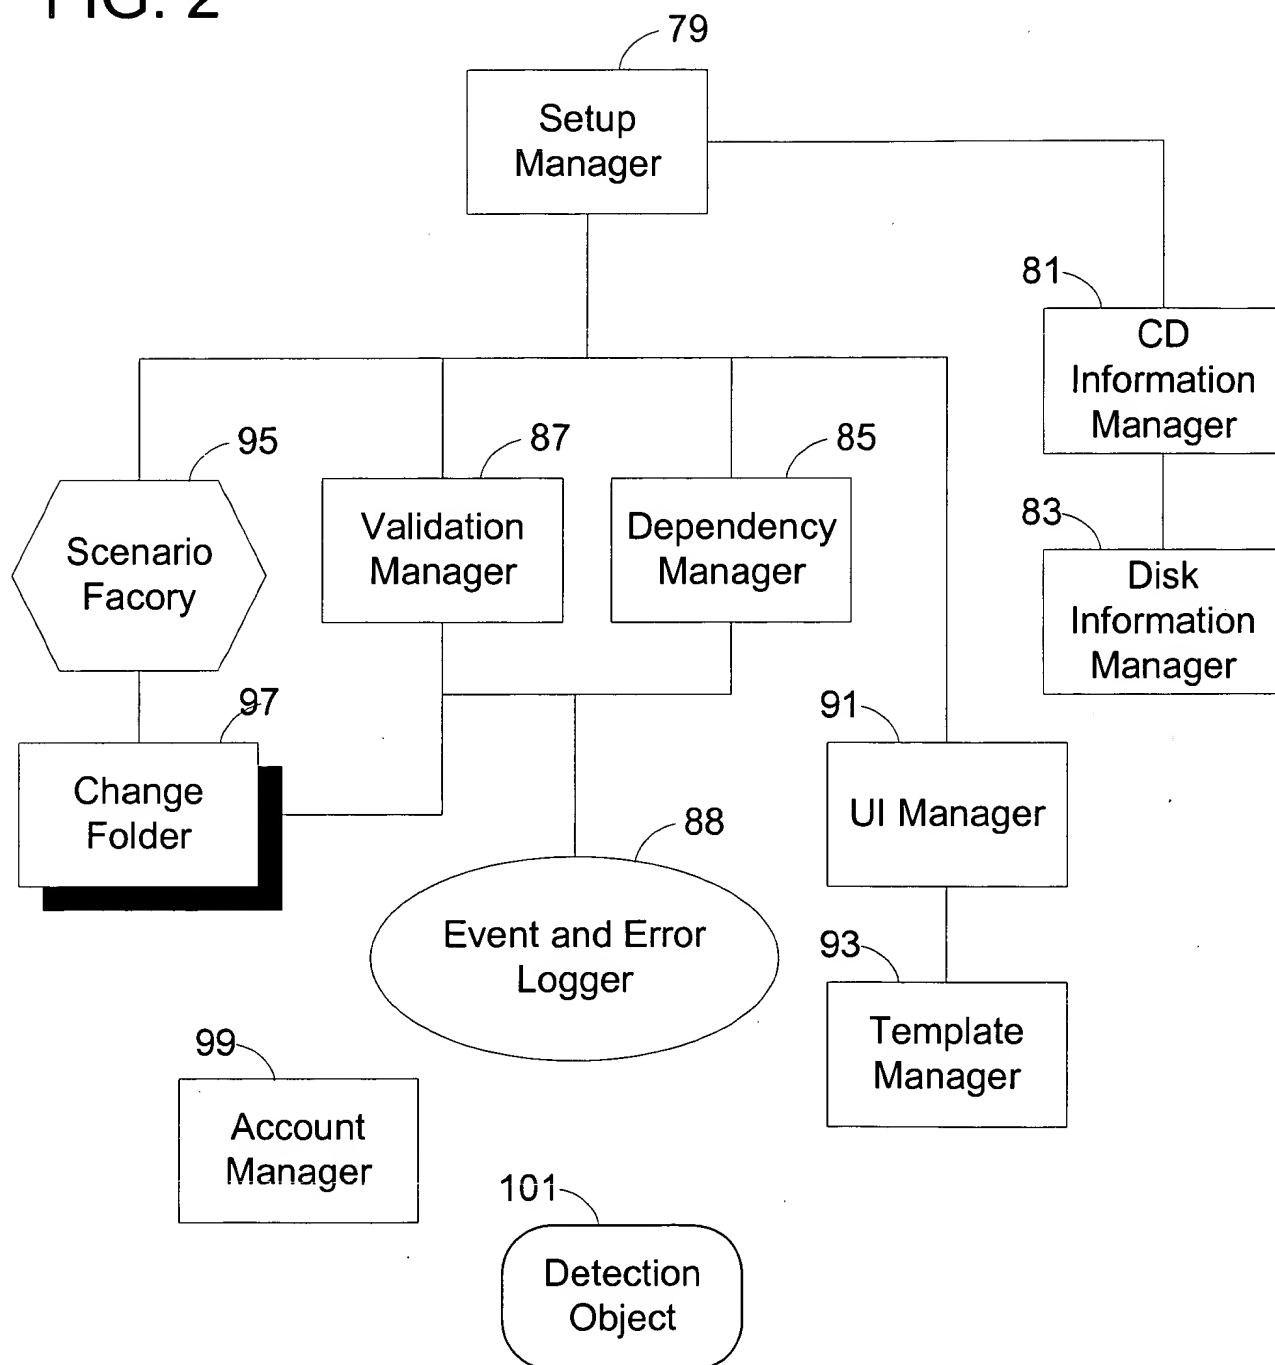 FIG. 2
79
Setup
Manager
81
CD
Information
Manager
95
Scenario
Facory
87
Validation
Manager
85
Dependency
Manager
83
Disk
Information
Manager
97
Change
Folder
91
UI Manager
88
Event and Error
Logger
93
Template
Manager
99
Account
Manager
101
Detection
Object